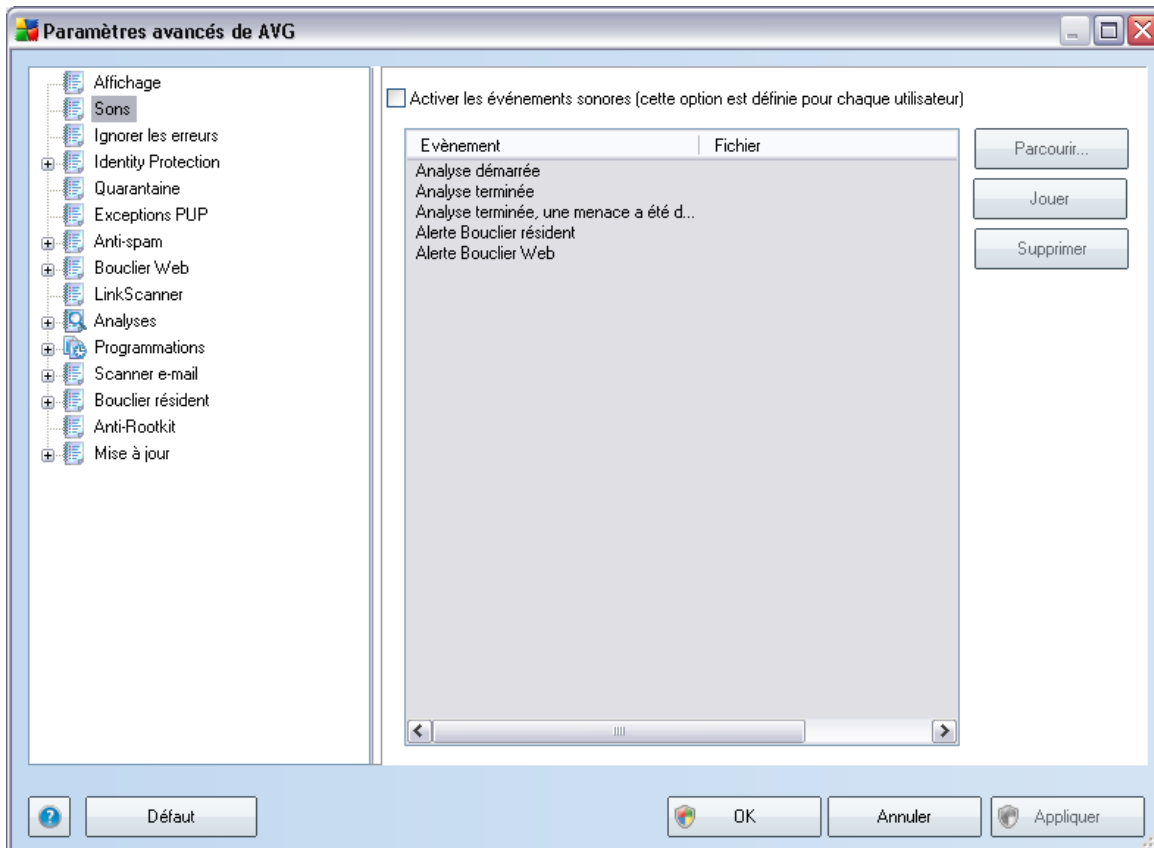 Paramètres avancés de AVG
Affichage
Sons
Ignorer les erreurs
Identity Protection
Quarantaine
Exceptions PUP
Anti-spam
Bouclier Web
LinkScanner
Analyses
Programmations
Scanner e-mail
Bouclier résident
Anti-Rootkit
Mise à jour
Activer les événements sonores (cette option est définie pour chaque utilisateur)
Evènement Fichier
Analyse démarrée
Analyse terminée
Analyse terminée, une menace a été d...
Alerte Bouclier résident
Alerte Bouclier Web
Parcourir...
Jouer
Supprimer
Défaut OK Annuler Appliquer